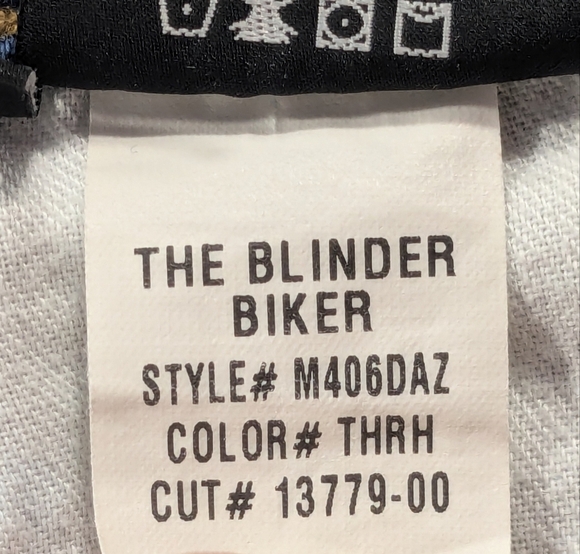 THE BLINDER
BIKER
STYLE# M406DAZ
COLOR# THRH
CUT# 13779-00